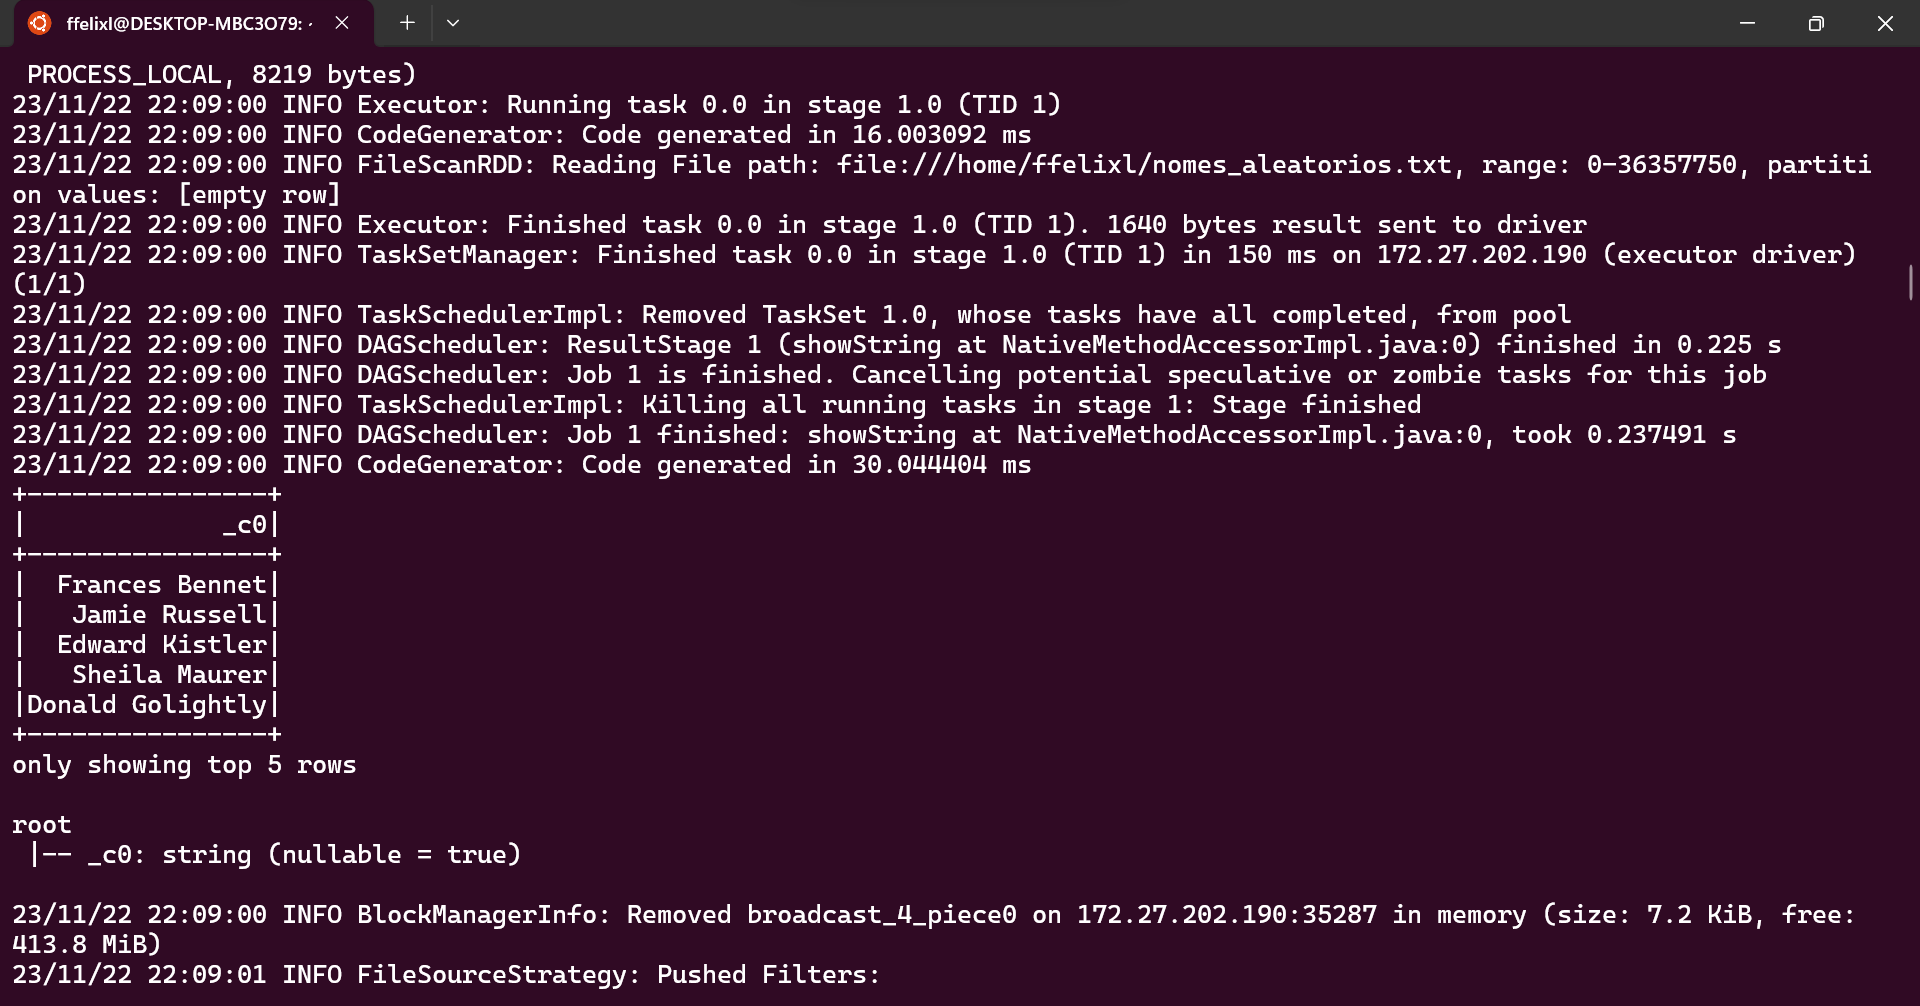 ffelixl@DESKTOP-MBC3O79: ~
PROCESS_LOCAL, 8219 bytes)
23/11/22 22:09:00 INFO Executor: Running task 0.0 in stage 1.0 (TID 1)
23/11/22 22:09:00 INFO CodeGenerator: Code generated in 16.003092 ms
23/11/22 22:09:00 INFO FileScanRDD: Reading File path: file:///home/ffelixl/nomes_aleatorios.txt, range: 0-36357750, partiti
on values: [empty row]
23/11/22 22:09:00 INFO Executor: Finished task 0.0 in stage 1.0 (TID 1). 1640 bytes result sent to driver
23/11/22 22:09:00 INFO TaskSetManager: Finished task 0.0 in stage 1.0 (TID 1) in 150 ms on 172.27.202.190 (executor driver)
(1/1)
23/11/22 22:09:00 INFO TaskSchedulerImpl: Removed TaskSet 1.0, whose tasks have all completed, from pool
23/11/22 22:09:00 INFO DAGScheduler: ResultStage 1 (showString at NativeMethodAccessorImpl.java:0) finished in 0.225 s
23/11/22 22:09:00 INFO DAGScheduler: Job 1 is finished. Cancelling potential speculative or zombie tasks for this job
23/11/22 22:09:00 INFO TaskSchedulerImpl: Killing all running tasks in stage 1: Stage finished
23/11/22 22:09:00 INFO DAGScheduler: Job 1 finished: showString at NativeMethodAccessorImpl.java:0, took 0.237491 s
23/11/22 22:09:00 INFO CodeGenerator: Code generated in 30.044404 ms
+----------------+
|             _c0|
+----------------+
|  Frances Bennet|
|   Jamie Russell|
|  Edward Kistler|
|   Sheila Maurer|
|Donald Golightly|
+----------------+
only showing top 5 rows
root
 |-- _c0: string (nullable = true)
23/11/22 22:09:00 INFO BlockManagerInfo: Removed broadcast_4_piece0 on 172.27.202.190:35287 in memory (size: 7.2 KiB, free:
413.8 MiB)
23/11/22 22:09:01 INFO FileSourceStrategy: Pushed Filters: